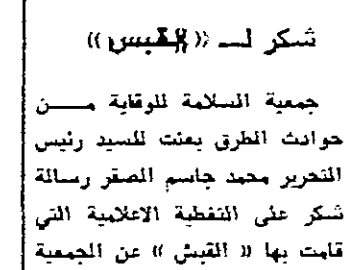 شكر لـ «القبس»
جمعية السلامة للوقاية من
حوادث الطرق بعثت للسيد رئيس
التحرير محمد جاسم الصقر رسالة
شكر على التغطية الاعلامية التي
قامت بها «القبس» عن الجمعية